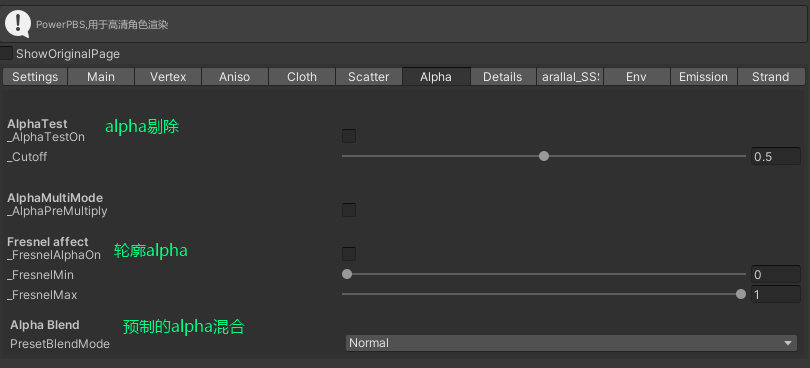 PowerPBS,用于高清角色渲染
ShowOriginalPage
Settings Main Vertex Aniso Cloth Scatter Alpha Details arallal_SSS Env Emission Strand
AlphaTest alpha剔除
_AlphaTestOn
_Cutoff 0.5
AlphaMultiMode
_AlphaPreMultiply
Fresnel affect 轮廓alpha
_FresnelAlphaOn
_FresnelMin 0
_FresnelMax 1
Alpha Blend 预制的alpha混合
PresetBlendMode Normal